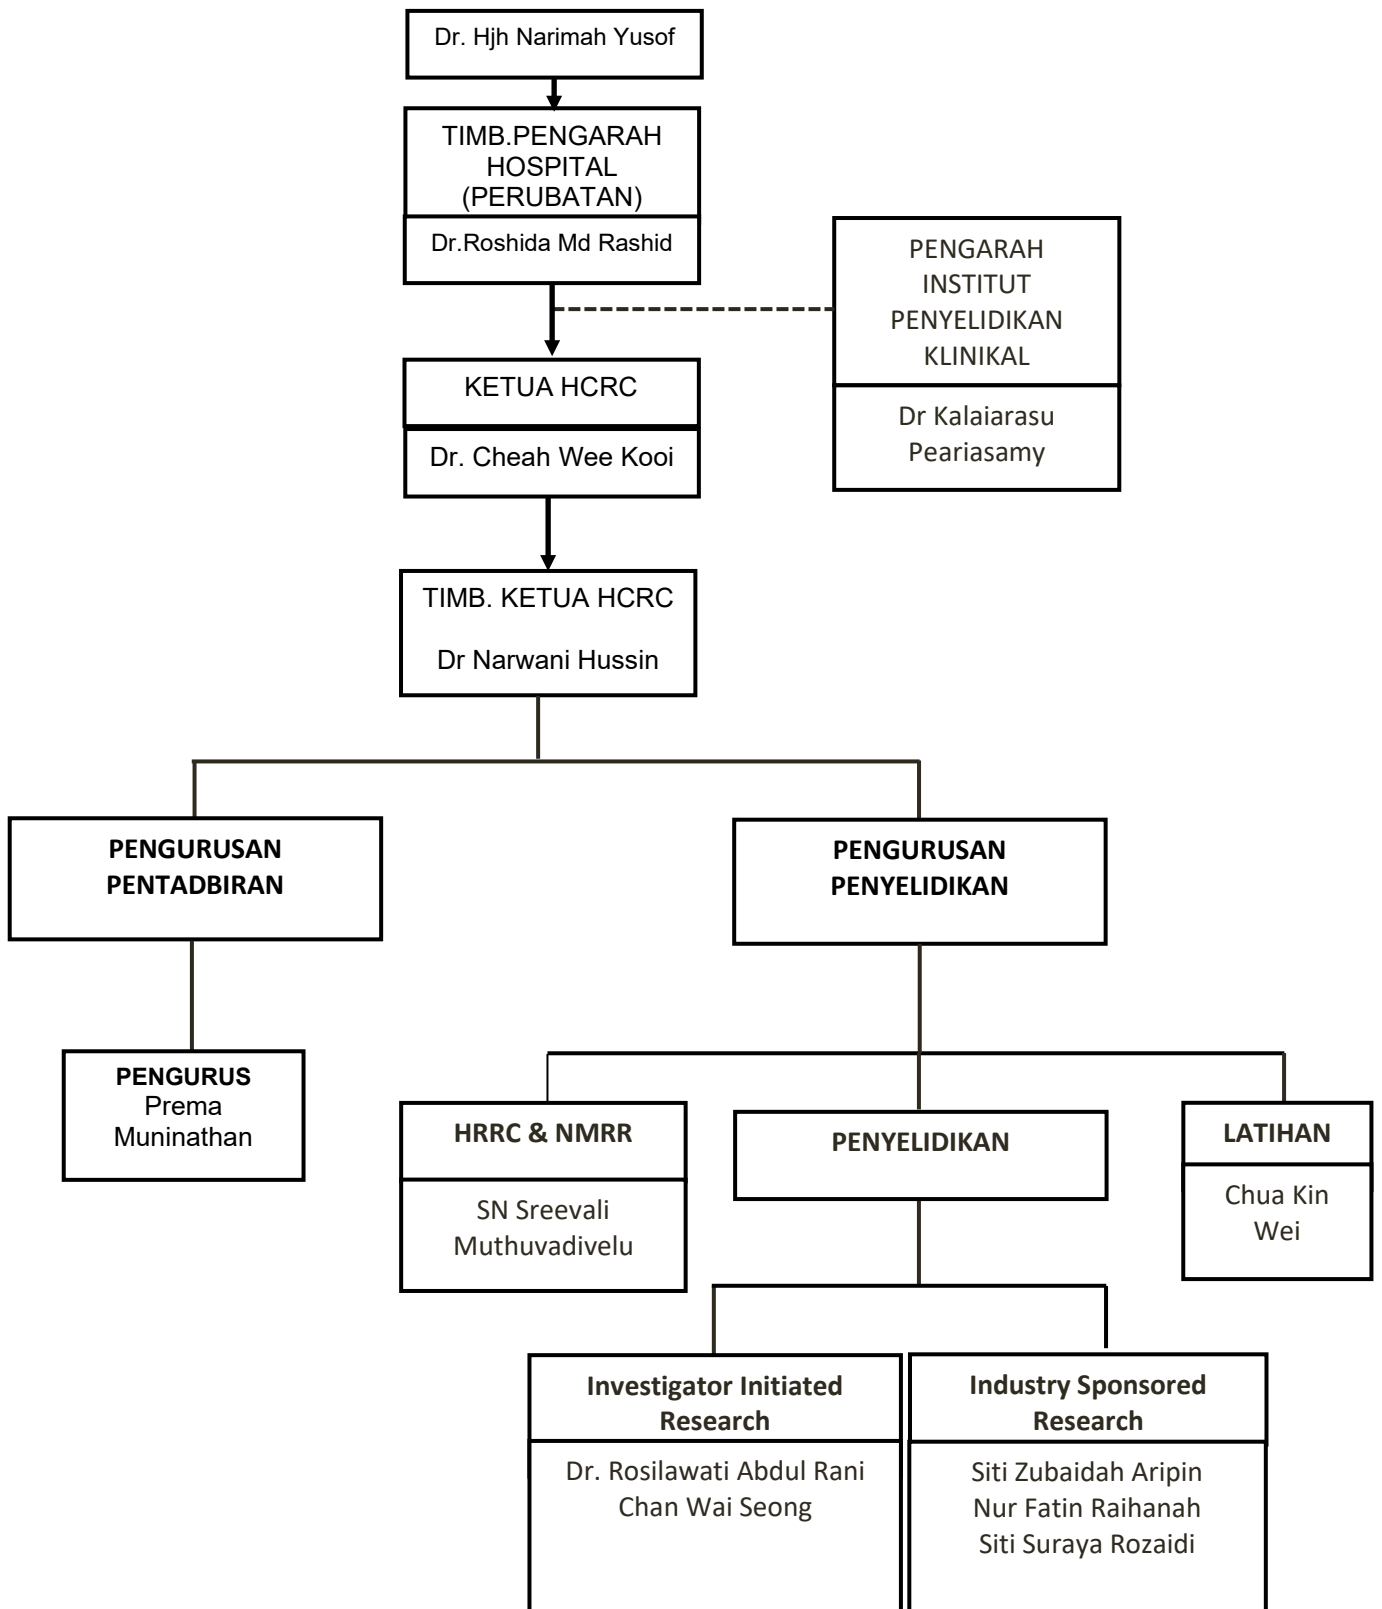 Dr. Hjh Narimah Yusof
TIMB.PENGARAH
HOSPITAL
(PERUBATAN)
Dr.Roshida Md Rashid
PENGARAH
INSTITUT
PENYELIDIKAN
KLINIKAL
Dr Kalaiarasu
Peariasamy
KETUA HCRC
Dr. Cheah Wee Kooi
TIMB. KETUA HCRC
Dr Narwani Hussin
PENGURUSAN
PENTADBIRAN
PENGURUSAN
PENYELIDIKAN
PENGURUS
Prema
Muninathan
HRRC & NMRR
SN Sreevali
Muthuvadivelu
PENYELIDIKAN
LATIHAN
Chua Kin
Wei
Investigator Initiated
Research
Dr. Rosilawati Abdul Rani
Chan Wai Seong
Industry Sponsored
Research
Siti Zubaidah Aripin
Nur Fatin Raihanah
Siti Suraya Rozaidi